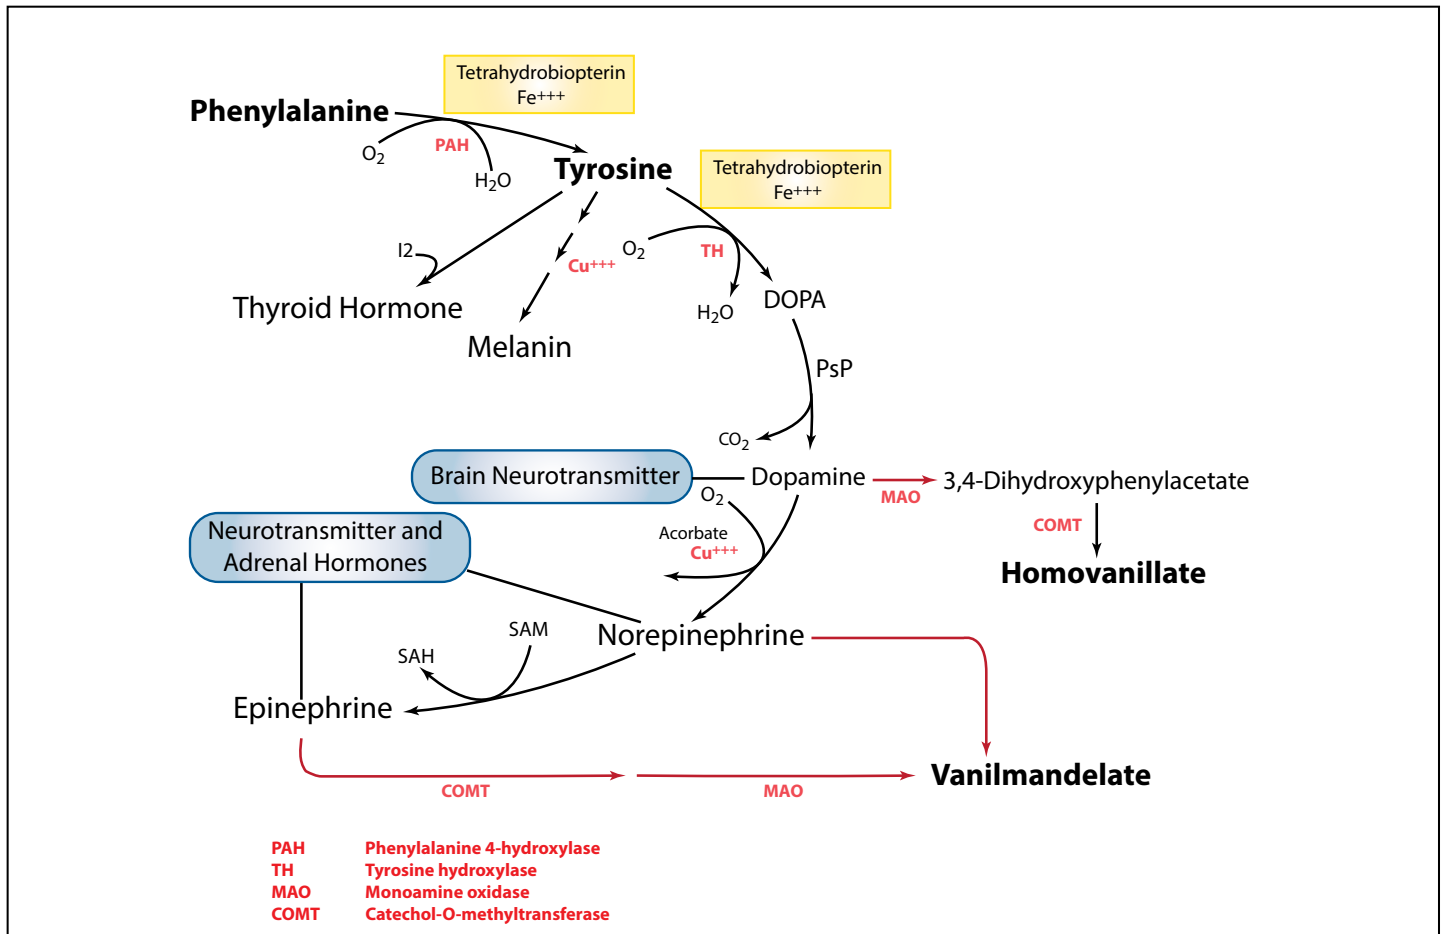 Tetrahydrobiopterin
Fe+++
Phenylalanine
O2
PAH
H2O
Tyrosine
Tetrahydrobiopterin
Fe+++
I2
Cu+++
O2
TH
H2O
DOPA
Thyroid Hormone
Melanin
PsP
CO2
Brain Neurotransmitter
Dopamine
MAO
3,4-Dihydroxyphenylacetate
O2
Acorbate
Cu+++
COMT
Homovanillate
Neurotransmitter and
Adrenal Hormones
SAM
SAH
Norepinephrine
Epinephrine
COMT
MAO
Vanilmandelate
PAH Phenylalanine 4-hydroxylase
TH Tyrosine hydroxylase
MAO Monoamine oxidase
COMT Catechol-O-methyltransferase